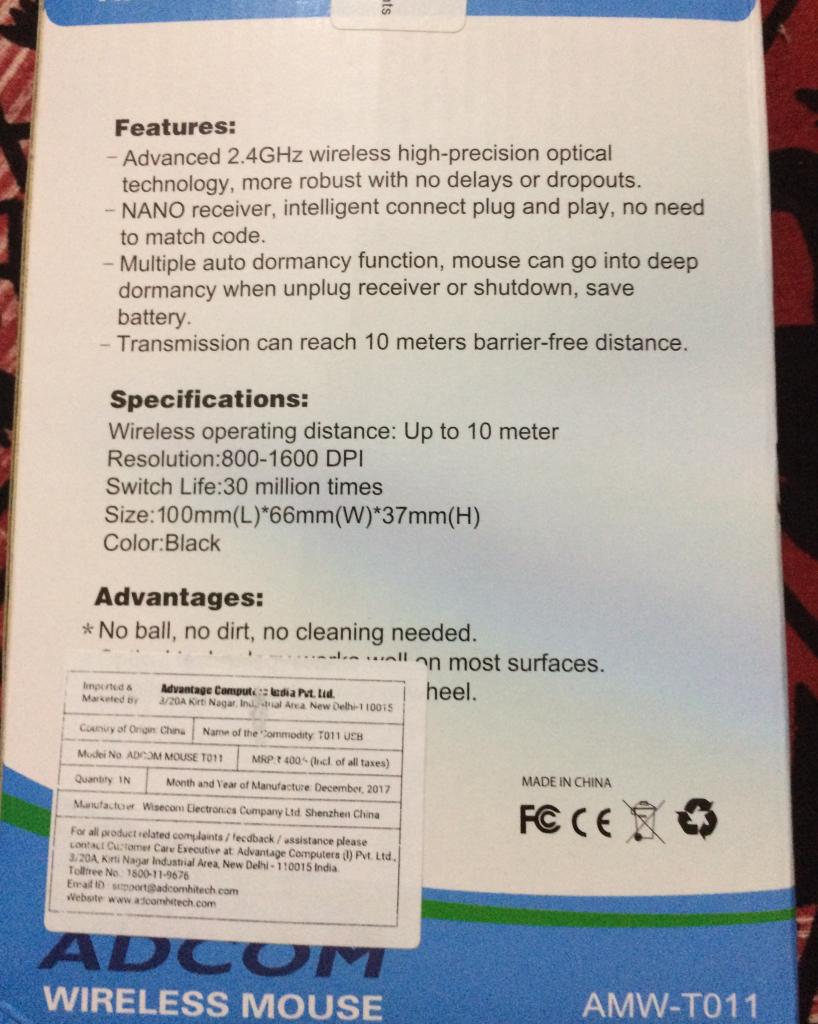 ts
Features:
- Advanced 2.4GHz wireless high-precision optical
technology, more robust with no delays or dropouts.
- NANO receiver, intelligent connect plug and play, no need
to match code.
- Multiple auto dormancy function, mouse can go into deep
dormancy when unplug receiver or shutdown, save
battery.
- Transmission can reach 10 meters barrier-free distance.
Specifications:
Wireless operating distance: Up to 10 meter
Resolution:800-1600 DPI
Switch Life:30 million times
Size:100mm(L)*66mm(W)*37mm(H)
Color:Black
Advantages:
* No ball, no dirt, no cleaning needed.
works well on most surfaces.
heel.
Imported & Marketed By
Advantage Computers India Pvt. Ltd.
3/20A Kirti Nagar, Industrial Area, New Delhi-110015
Country of Origin: China Name of the Commodity: T011 USB
Model No. ADCOM MOUSE T011 MRP: ₹ 400/- (Incl. of all taxes)
Quantity: 1N Month and Year of Manufacture: December, 2017
Manufacturer: Wisecom Electronics Company Ltd. Shenzhen China
For all product related complaints / feedback / assistance please
contact Customer Care Executive at: Advantage Computers (I) Pvt. Ltd.,
3/20A, Kirti Nagar Industrial Area, New Delhi - 110015 India.
Tollfree No.: 1800-11-9676
Email ID : support@adcomhitech.com
Website: www.adcomhitech.com
MADE IN CHINA
FC CE
ADCOM
WIRELESS MOUSE
AMW-T011